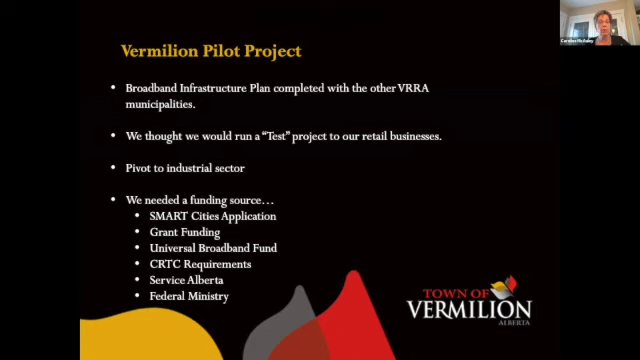 Vermilion Pilot Project
• Broadband Infrastructure Plan completed with the other VRRA
municipalities.
• We thought we would run a “Test” project to our retail businesses.
• Pivot to industrial sector
• We needed a funding source…
• SMART Cities Application
• Grant Funding
• Universal Broadband Fund
• CRTC Requirements
• Service Alberta
• Federal Ministry
TOWN OF
VERMILION
ALBERTA